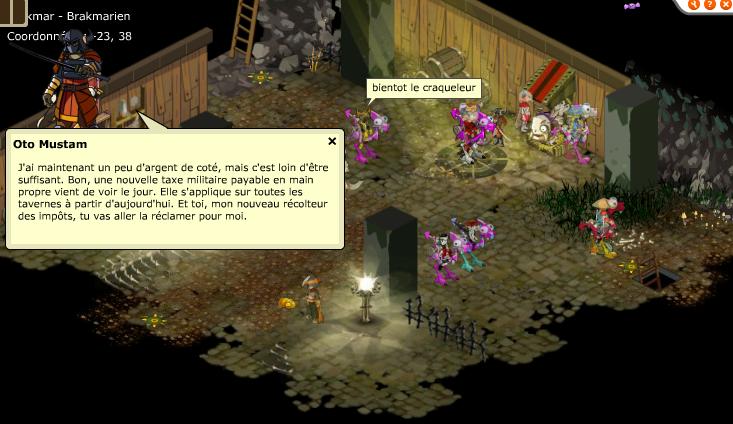 kmar - Brakmarien
-23, 38
bientot le craqueleur
Oto Mustam
J'ai maintenant un peu d'argent de coté, mais c'est loin d'être
suffisant. Bon, une nouvelle taxe militaire payable en main
propre vient de voir le jour. Elle s'applique sur toutes les
tavernes à partir d'aujourd'hui. Et toi, mon nouveau récolteur
des impôts, tu vas aller la réclamer pour moi.